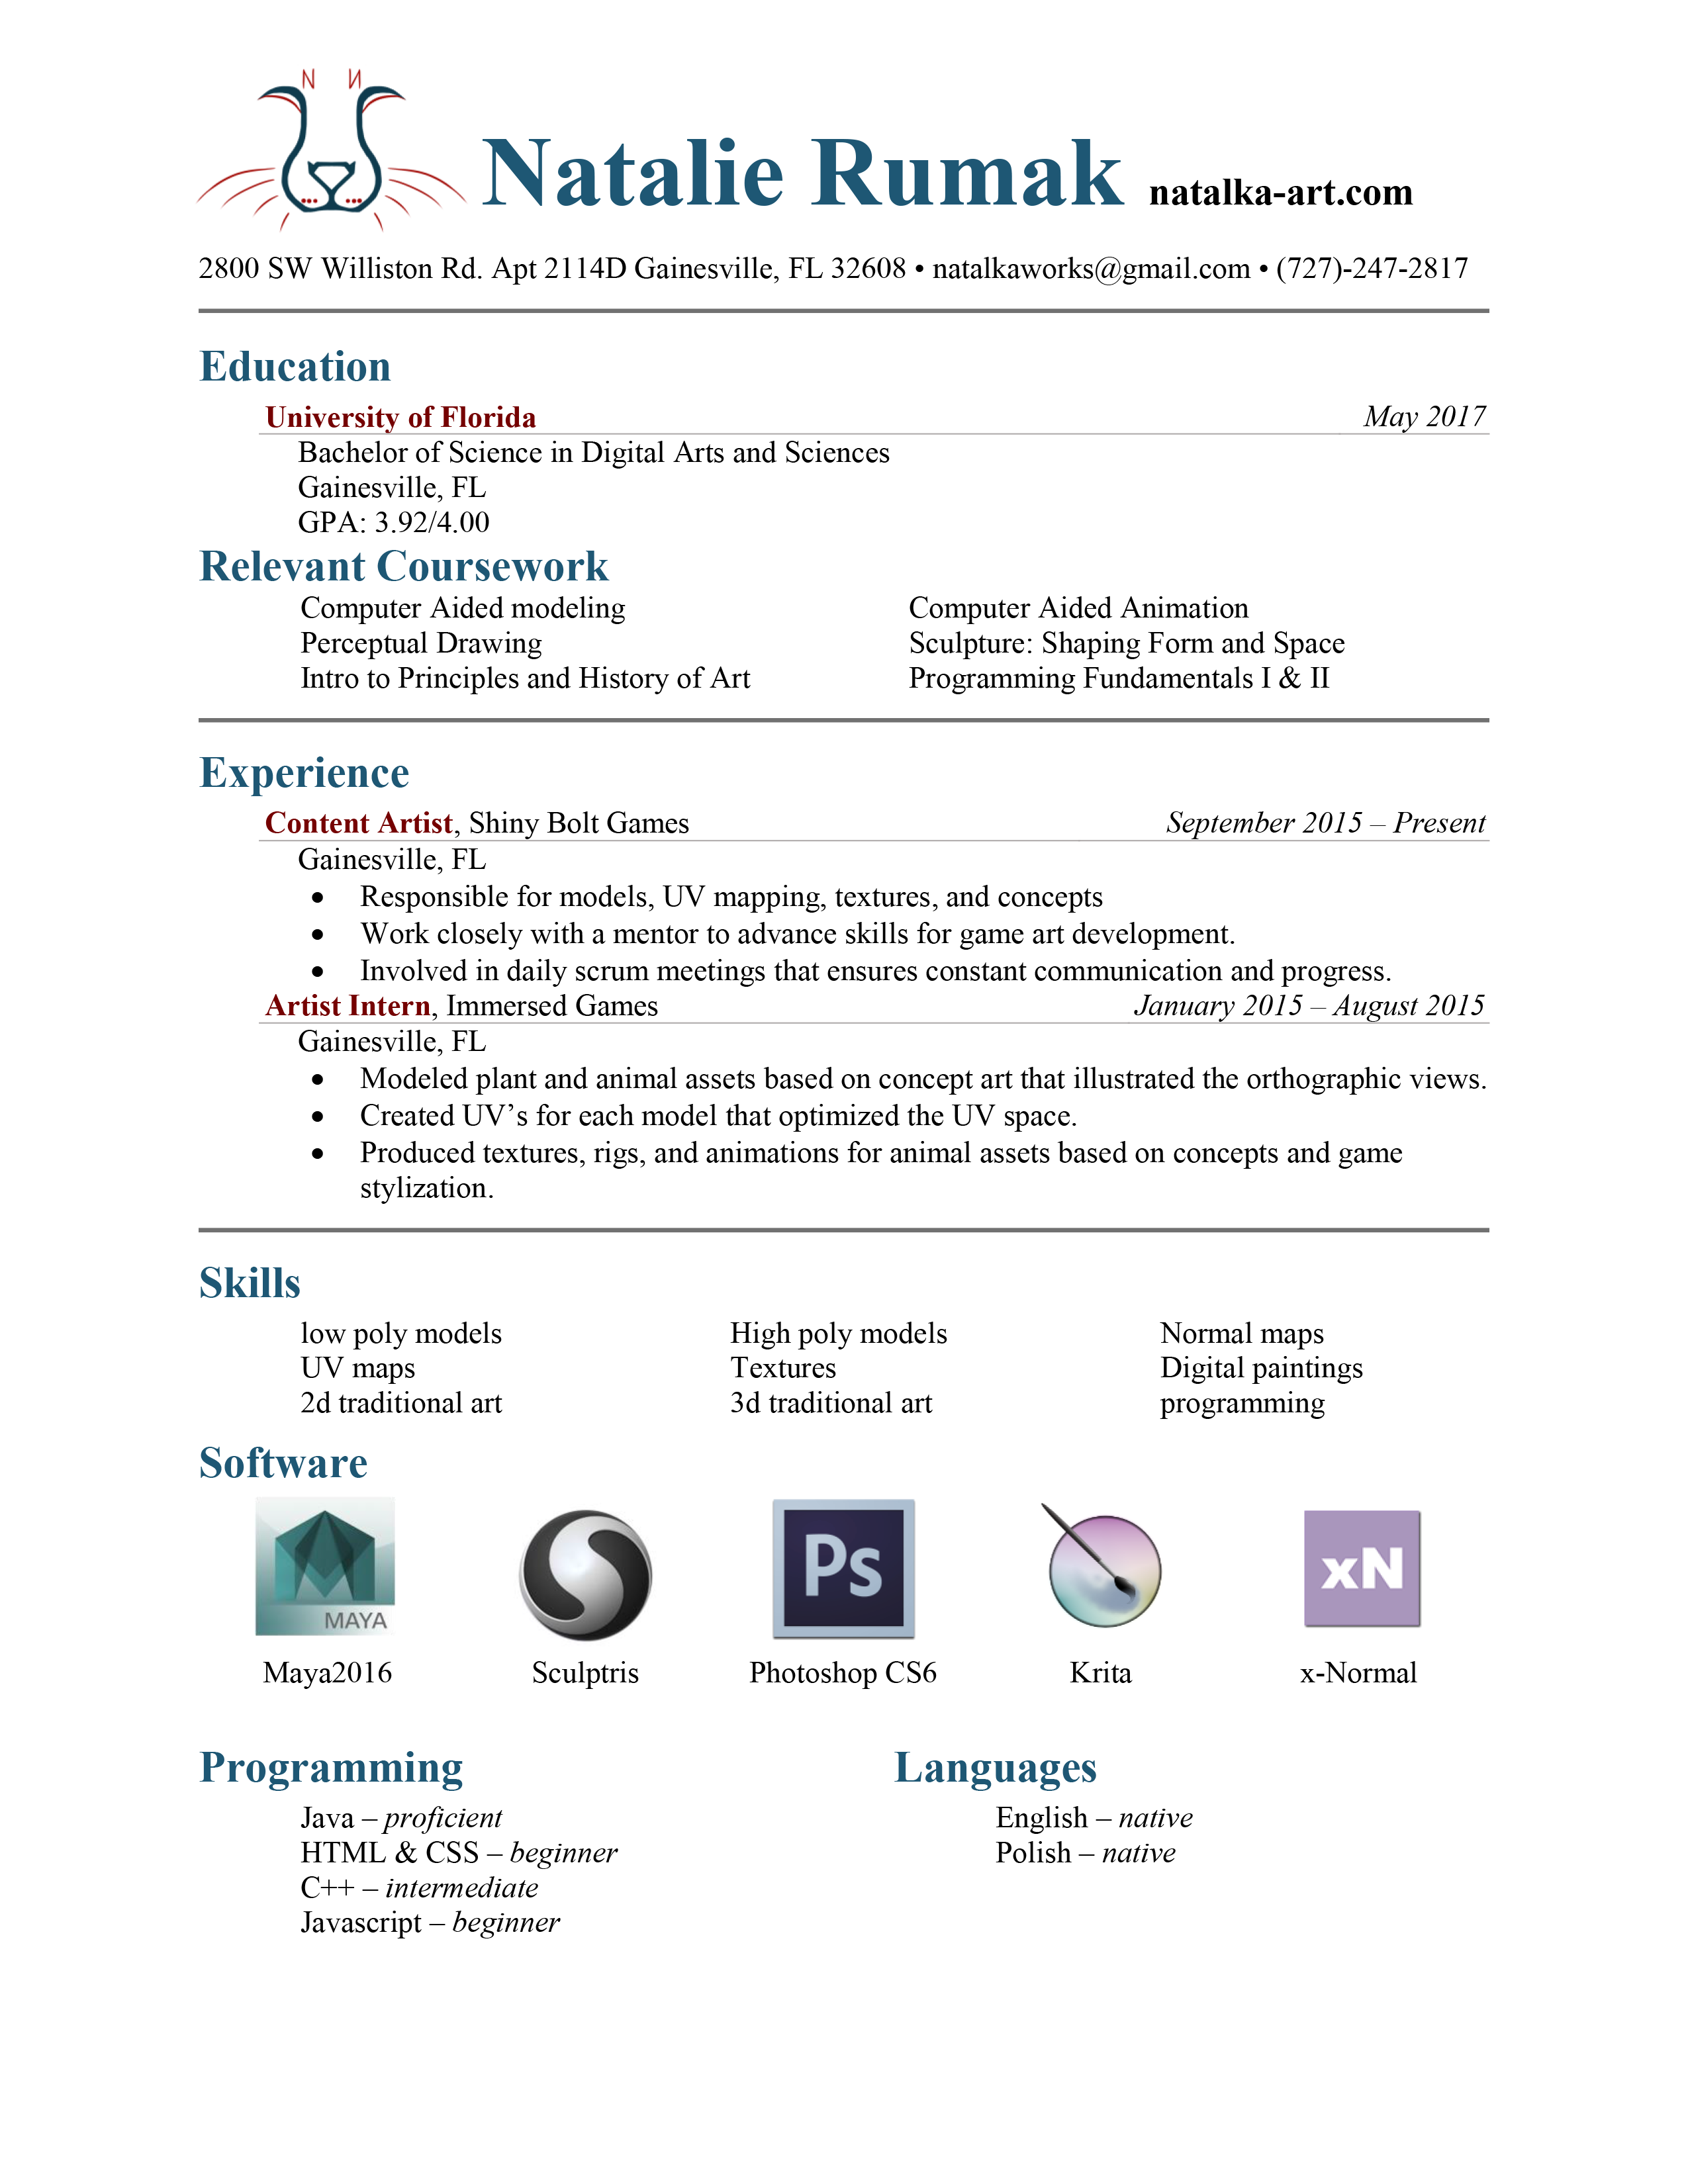 N N
Natalie Rumak natalka-art.com
2800 SW Williston Rd. Apt 2114D Gainesville, FL 32608 • natalkaworks@gmail.com • (727)-247-2817
Education
University of Florida May 2017
Bachelor of Science in Digital Arts and Sciences
Gainesville, FL
GPA: 3.92/4.00
Relevant Coursework
Computer Aided modeling Computer Aided Animation
Perceptual Drawing Sculpture: Shaping Form and Space
Intro to Principles and History of Art Programming Fundamentals I & II
Experience
Content Artist, Shiny Bolt Games September 2015 – Present
Gainesville, FL
• Responsible for models, UV mapping, textures, and concepts
• Work closely with a mentor to advance skills for game art development.
• Involved in daily scrum meetings that ensures constant communication and progress.
Artist Intern, Immersed Games January 2015 – August 2015
Gainesville, FL
• Modeled plant and animal assets based on concept art that illustrated the orthographic views.
• Created UV’s for each model that optimized the UV space.
• Produced textures, rigs, and animations for animal assets based on concepts and game
stylization.
Skills
low poly models High poly models Normal maps
UV maps Textures Digital paintings
2d traditional art 3d traditional art programming
Software
MAYA Ps xN
Maya2016 Sculptris Photoshop CS6 Krita x-Normal
Programming Languages
Java – proficient English – native
HTML & CSS – beginner Polish – native
C++ – intermediate
Javascript – beginner